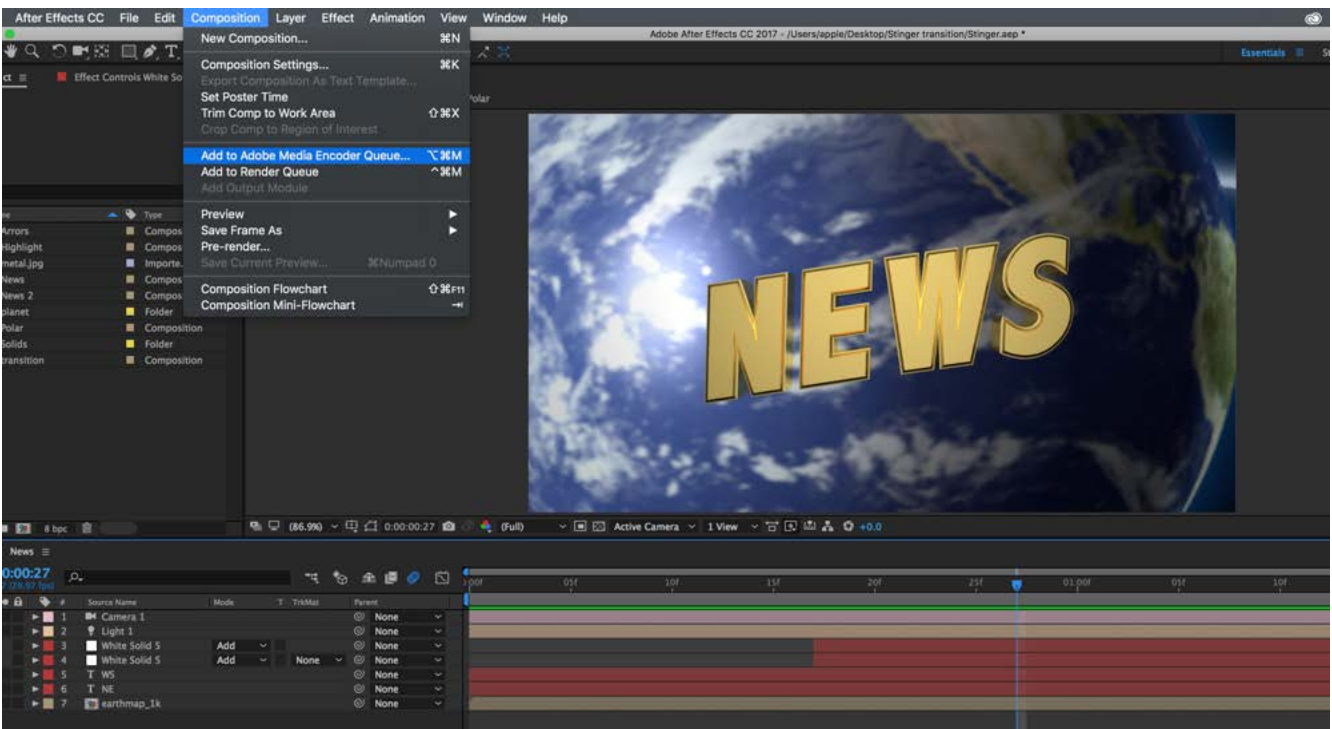 After Effects CC File Edit Composition Layer Effect Animation View Window Help
Adobe After Effects CC 2017 - /Users/apple/Desktop/Stinger transition/Stinger.aep *
New Composition... ⌘N
Composition Settings... ⌘K
Export Composition As Text Template...
Set Poster Time
Trim Comp to Work Area ⇧⌘X
Crop Comp to Region of Interest
Add to Adobe Media Encoder Queue... ⌥⌘M
Add to Render Queue ^⌘M
Add Output Module
Preview
Save Frame As
Pre-render...
Save Current Preview... ⌘Numpad 0
Composition Flowchart ⇧⌘F11
Composition Mini-Flowchart
Essentials
Effect Controls White So
Polar
Type
Arrors Compos
Highlight Compos
metal.jpg Importe
News Compos
News 2 Compos
planet Folder
Polar Composition
Solids Folder
transition Composition
NEWS
8 bpc
(86.9%) 0:00:00:27 (Full) Active Camera 1 View +0.0
News
0:00:27
# Source Name Mode T TrkMat Parent
05f 10f 15f 20f 25f 01:00f 05f 10f
1 Camera 1 None
2 Light 1 None
3 White Solid 5 Add None
4 White Solid 5 Add None None
5 T WS None
6 T NE None
7 earthmap_1k None